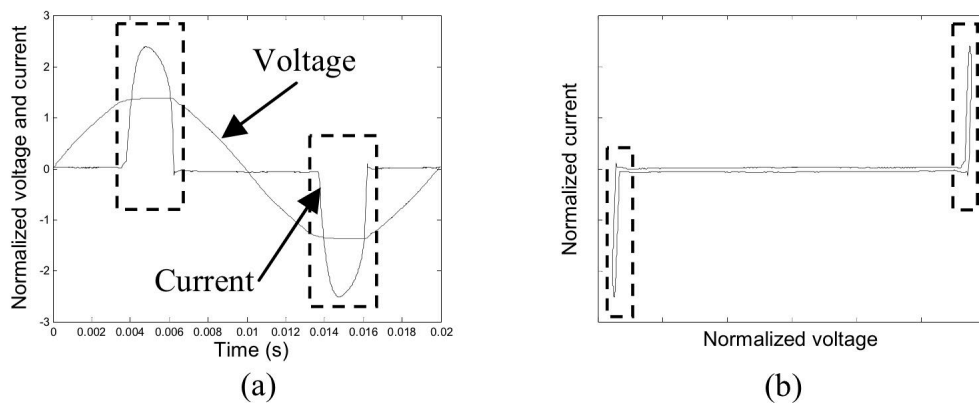 3
2
1
0
-1
-2
-3
Normalized voltage and current
Voltage
Current
0 0.002 0.004 0.006 0.008 0.01 0.012 0.014 0.016 0.018 0.02
Time (s)
(a)
Normalized current
Normalized voltage
(b)